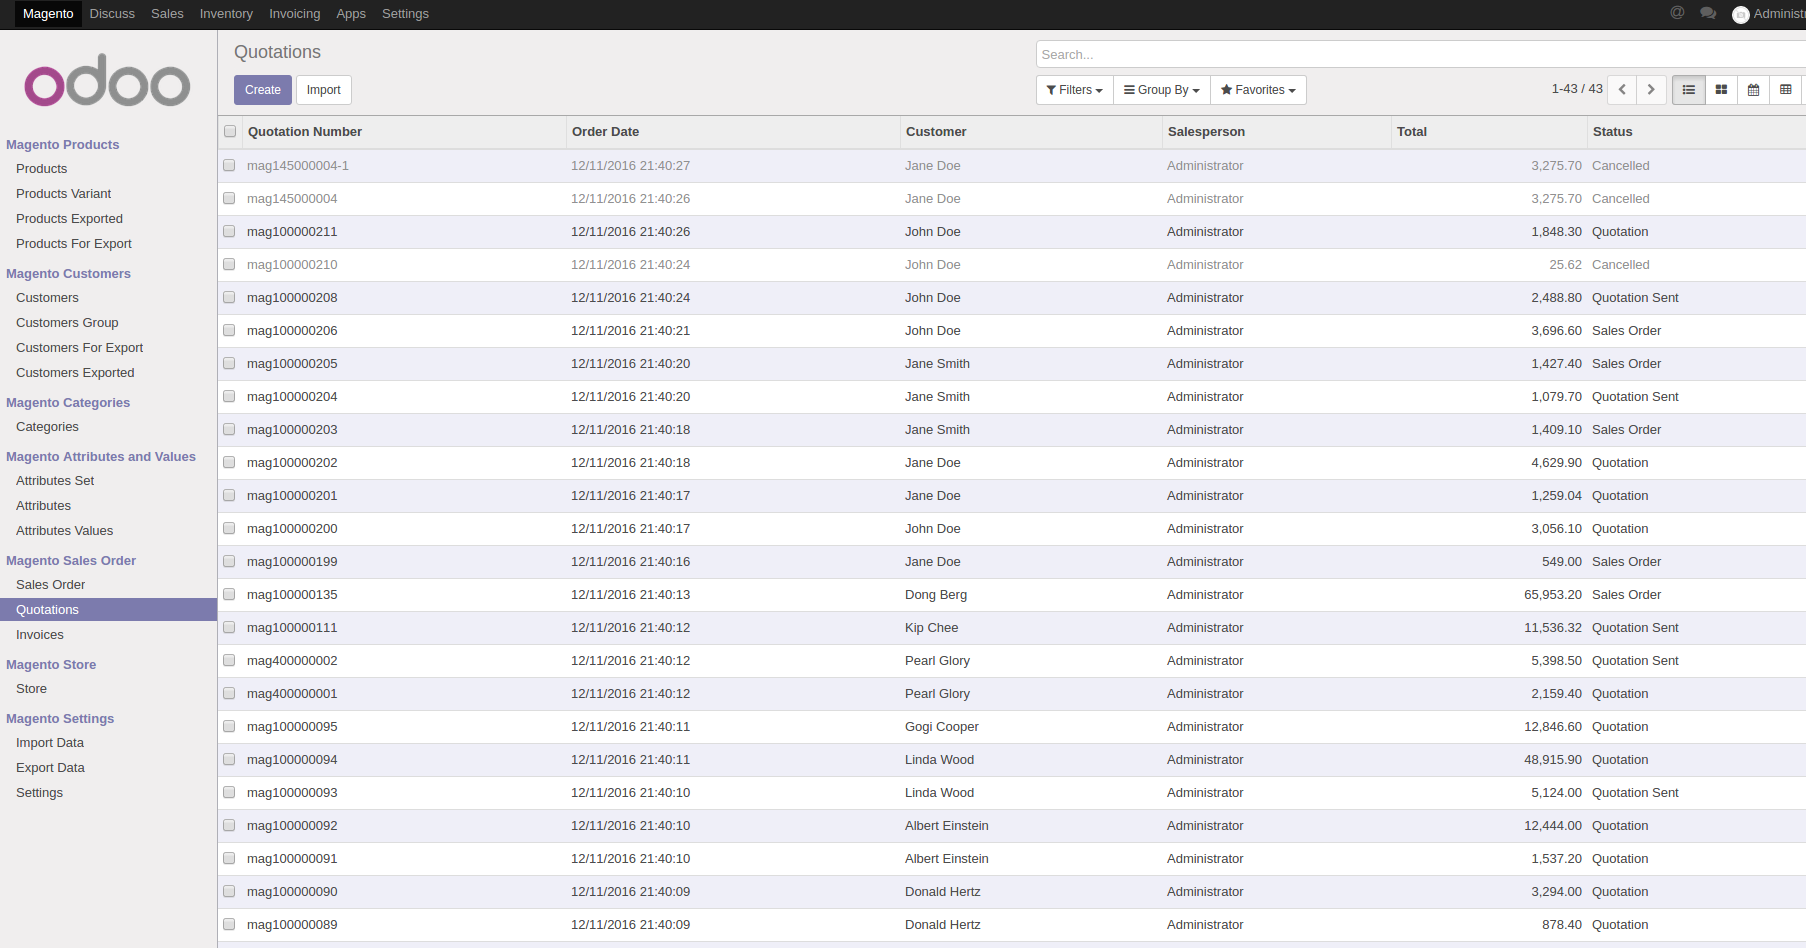 Magento Discuss Sales Inventory Invoicing Apps Settings @ Administr
odoo
Quotations
Search...
Create Import
Filters Group By Favorites 1-43 / 43
Magento Products
Products
Products Variant
Products Exported
Products For Export
Magento Customers
Customers
Customers Group
Customers For Export
Customers Exported
Magento Categories
Categories
Magento Attributes and Values
Attributes Set
Attributes
Attributes Values
Magento Sales Order
Sales Order
Quotations
Invoices
Magento Store
Store
Magento Settings
Import Data
Export Data
Settings
Quotation Number Order Date Customer Salesperson Total Status
mag145000004-1 12/11/2016 21:40:27 Jane Doe Administrator 3,275.70 Cancelled
mag145000004 12/11/2016 21:40:26 Jane Doe Administrator 3,275.70 Cancelled
mag100000211 12/11/2016 21:40:26 John Doe Administrator 1,848.30 Quotation
mag100000210 12/11/2016 21:40:24 John Doe Administrator 25.62 Cancelled
mag100000208 12/11/2016 21:40:24 John Doe Administrator 2,488.80 Quotation Sent
mag100000206 12/11/2016 21:40:21 John Doe Administrator 3,696.60 Sales Order
mag100000205 12/11/2016 21:40:20 Jane Smith Administrator 1,427.40 Sales Order
mag100000204 12/11/2016 21:40:20 Jane Smith Administrator 1,079.70 Quotation Sent
mag100000203 12/11/2016 21:40:18 Jane Smith Administrator 1,409.10 Sales Order
mag100000202 12/11/2016 21:40:18 Jane Doe Administrator 4,629.90 Quotation
mag100000201 12/11/2016 21:40:17 Jane Doe Administrator 1,259.04 Quotation
mag100000200 12/11/2016 21:40:17 John Doe Administrator 3,056.10 Quotation
mag100000199 12/11/2016 21:40:16 Jane Doe Administrator 549.00 Sales Order
mag100000135 12/11/2016 21:40:13 Dong Berg Administrator 65,953.20 Sales Order
mag100000111 12/11/2016 21:40:12 Kip Chee Administrator 11,536.32 Quotation Sent
mag400000002 12/11/2016 21:40:12 Pearl Glory Administrator 5,398.50 Quotation Sent
mag400000001 12/11/2016 21:40:12 Pearl Glory Administrator 2,159.40 Quotation
mag100000095 12/11/2016 21:40:11 Gogi Cooper Administrator 12,846.60 Quotation
mag100000094 12/11/2016 21:40:11 Linda Wood Administrator 48,915.90 Quotation
mag100000093 12/11/2016 21:40:10 Linda Wood Administrator 5,124.00 Quotation Sent
mag100000092 12/11/2016 21:40:10 Albert Einstein Administrator 12,444.00 Quotation
mag100000091 12/11/2016 21:40:10 Albert Einstein Administrator 1,537.20 Quotation
mag100000090 12/11/2016 21:40:09 Donald Hertz Administrator 3,294.00 Quotation
mag100000089 12/11/2016 21:40:09 Donald Hertz Administrator 878.40 Quotation